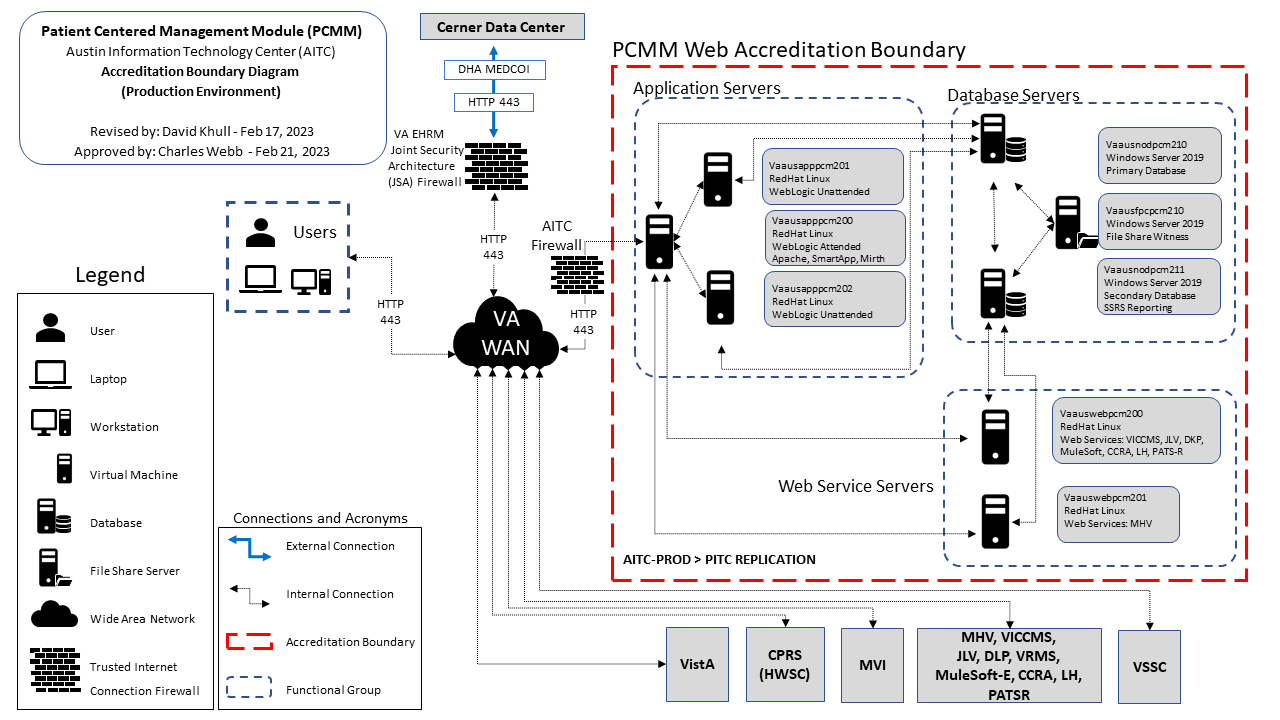 Patient Centered Management Module (PCMM)
Austin Information Technology Center (AITC)
Accreditation Boundary Diagram
(Production Environment)
Revised by: David Khull - Feb 17, 2023
Approved by: Charles Webb - Feb 21, 2023
Cerner Data Center
DHA MEDCOI
HTTP 443
VA EHRM
Joint Security
Architecture
(JSA) Firewall
HTTP
443
Users
HTTP
443
VA
WAN
AITC
Firewall
HTTP
443
PCMM Web Accreditation Boundary
Application Servers
Vaausapppcm201
RedHat Linux
WebLogic Unattended
Vaausapppcm200
RedHat Linux
WebLogic Attended
Apache, SmartApp, Mirth
Vaausapppcm202
RedHat Linux
WebLogic Unattended
Database Servers
Vaausnodpcm210
Windows Server 2019
Primary Database
Vaausfpcpcm210
Windows Server 2019
File Share Witness
Vaausnodpcm211
Windows Server 2019
Secondary Database
SSRS Reporting
Web Service Servers
Vaauswebpcm200
RedHat Linux
Web Services: VICCMS, JLV, DKP,
MuleSoft, CCRA, LH, PATS-R
Vaauswebpcm201
RedHat Linux
Web Services: MHV
AITC-PROD > PITC REPLICATION
VistA
CPRS
(HWSC)
MVI
MHV, VICCMS,
JLV, DLP, VRMS,
MuleSoft-E, CCRA, LH,
PATSR
VSSC
Legend
User
Laptop
Workstation
Virtual Machine
Database
File Share Server
Wide Area Network
Trusted Internet
Connection Firewall
Connections and Acronyms
External Connection
Internal Connection
Accreditation Boundary
Functional Group